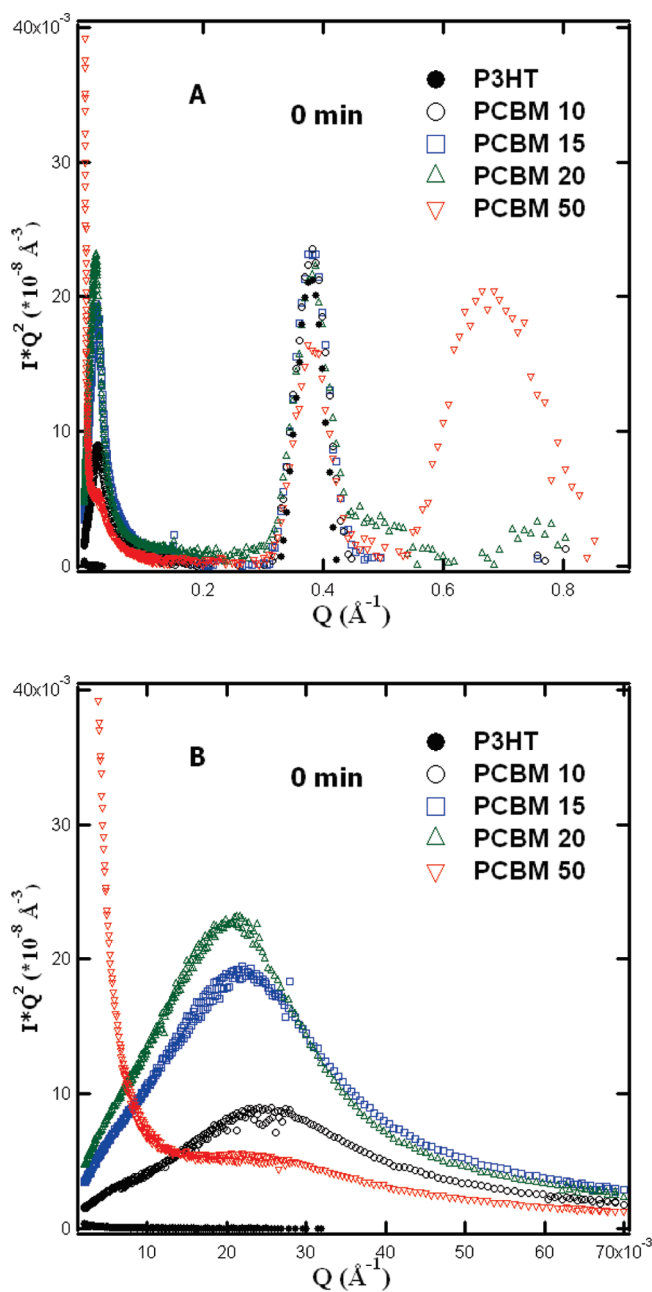 40x10⁻³
30
20
10
0
A
0 min
P3HT
PCBM 10
PCBM 15
PCBM 20
PCBM 50
I*Q² (*10⁻⁸ Å⁻³)
0.2
0.4
0.6
0.8
Q (Å⁻¹)
40x10⁻³
30
20
10
0
B
0 min
P3HT
PCBM 10
PCBM 15
PCBM 20
PCBM 50
I*Q² (*10⁻⁸ Å⁻³)
10
20
30
40
50
60
70x10⁻³
Q (Å⁻¹)